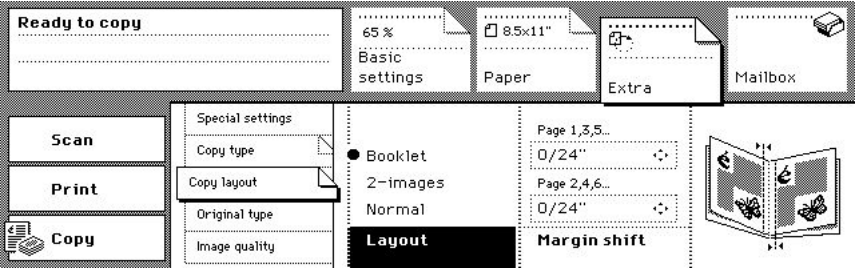 Ready to copy
65 %
Basic
settings
8.5x11"
Paper
Extra
Mailbox
Scan
Print
Copy
Special settings
Copy type
Copy layout
Original type
Image quality
Booklet
2-images
Normal
Layout
Page 1,3,5...
0/24"
Page 2,4,6...
0/24"
Margin shift
é
é